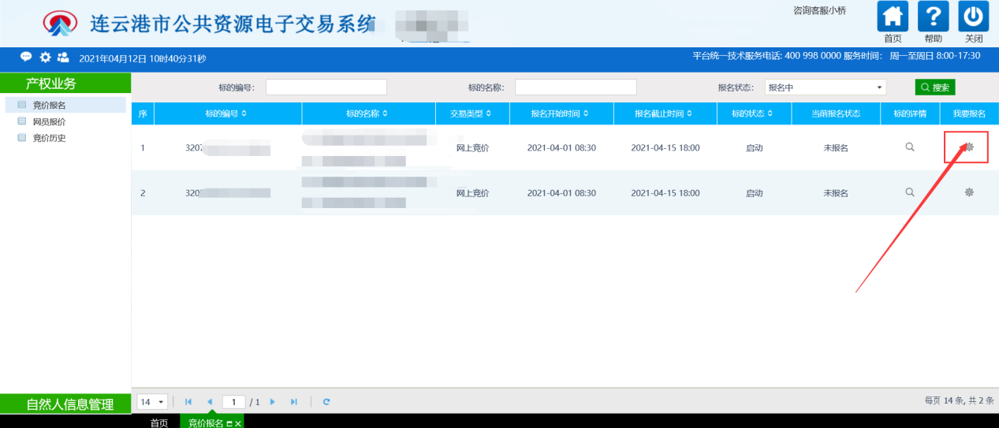 连云港市公共资源电子交易系统
咨询客服小桥
首页 帮助 关闭
2021年04月12日 10时40分31秒
平台统一技术服务电话: 400 998 0000 服务时间： 周一至周日 8:00-17:30
产权业务
竞价报名
网员报价
竞价历史
标的编号: 标的名称: 报名状态: 报名中 搜索
序 标的编号 标的名称 交易类型 报名开始时间 报名截止时间 标的状态 当前报名状态 标的详情 我要报名
1 320 网上竞价 2021-04-01 08:30 2021-04-15 18:00 启动 未报名
2 320 网上竞价 2021-04-01 08:30 2021-04-15 18:00 启动 未报名
自然人信息管理
14 1 / 1 每页 14 条, 共 2 条
首页 竞价报名